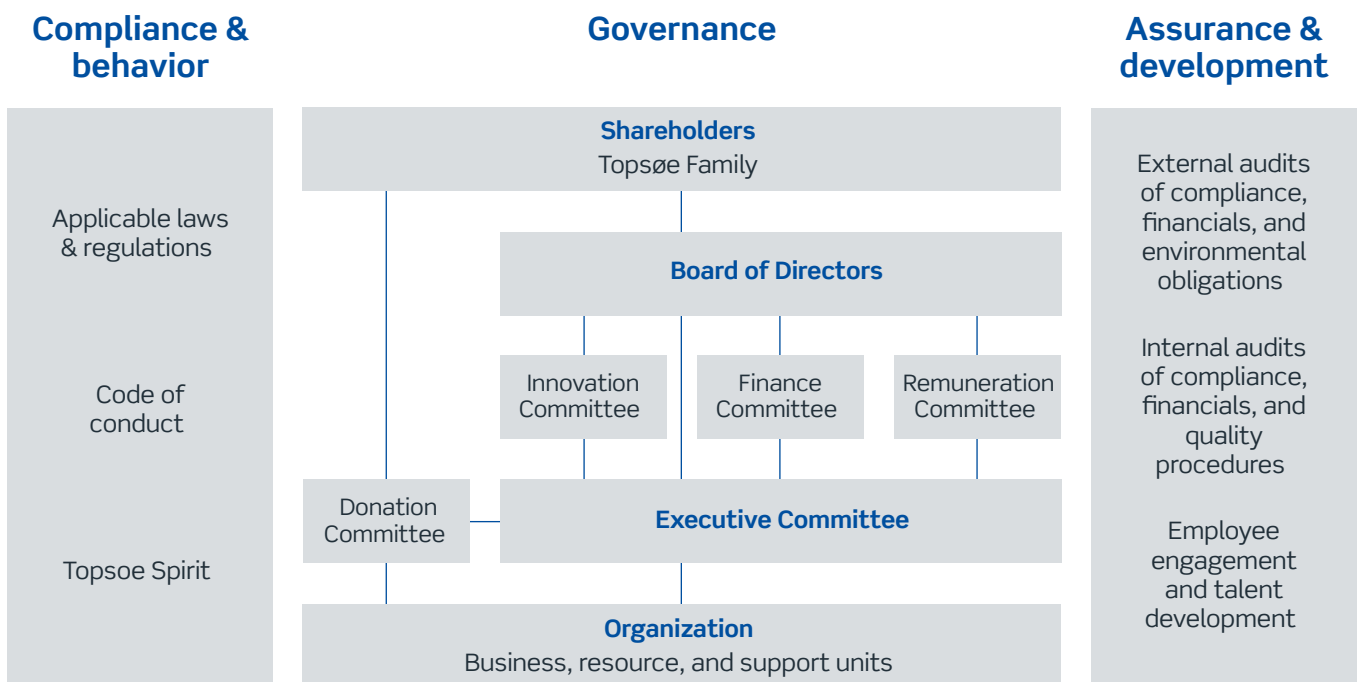 Compliance &
behavior
Applicable laws
& regulations
Code of
conduct
Topsoe Spirit
Governance
Shareholders
Topsøe Family
Board of Directors
Innovation
Committee
Finance
Committee
Remuneration
Committee
Donation
Committee
Executive Committee
Organization
Business, resource, and support units
Assurance &
development
External audits
of compliance,
financials, and
environmental
obligations
Internal audits
of compliance,
financials, and
quality
procedures
Employee
engagement
and talent
development